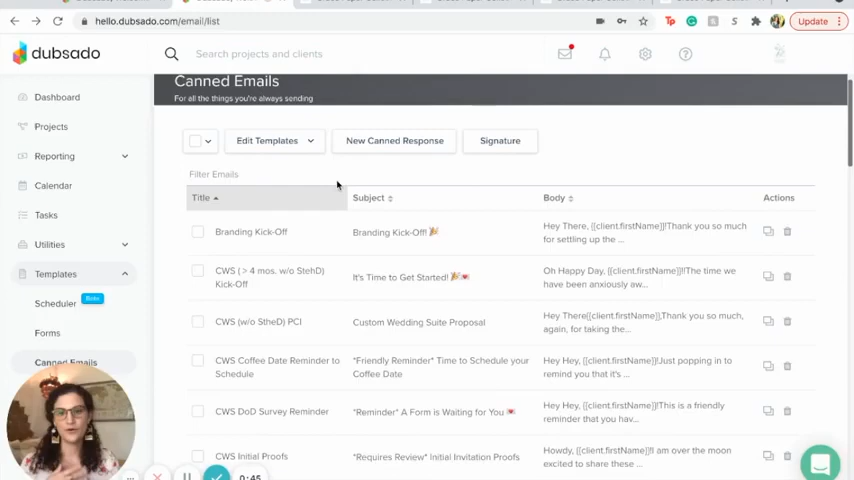 hello.dubsado.com/email/list
Update
dubsado
Search projects and clients
Dashboard
Projects
Reporting
Calendar
Tasks
Utilities
Templates
Scheduler
Beta
Forms
Canned Emails
Canned Emails
For all the things you're always sending
Edit Templates
New Canned Response
Signature
Filter Emails
Title Subject Body Actions
Branding Kick-Off
Branding Kick-Off!
Hey There, {{client.firstName}}!Thank you so much
for settling up the ...
CWS ( > 4 mos. w/o StehD)
Kick-Off
It's Time to Get Started!
Oh Happy Day, {{client.firstName}}!!The time we
have been anxiously aw...
CWS (w/o StheD) PCI
Custom Wedding Suite Proposal
Hey There{{client.firstName}},Thank you so much,
again, for taking the...
CWS Coffee Date Reminder to
Schedule
*Friendly Reminder* Time to Schedule your
Coffee Date
Hey Hey, {{client.firstName}}!Just popping in to
remind you that it's ...
CWS DoD Survey Reminder
*Reminder* A Form is Waiting for You
Hey Hey, {{client.firstName}}!This is a friendly
reminder that you hav...
CWS Initial Proofs
*Requires Review* Initial Invitation Proofs
Howdy, {{client.firstName}}!I am over the moon
excited to share these ...
0:45